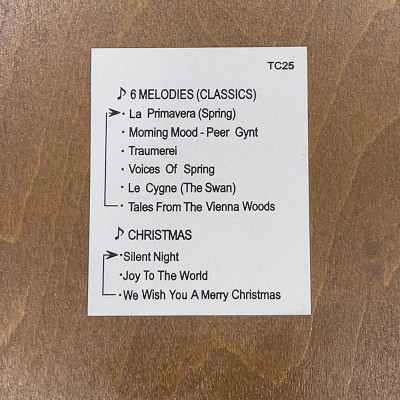 TC25
♪ 6 MELODIES (CLASSICS)
· La Primavera (Spring)
· Morning Mood - Peer Gynt
· Traumerei
· Voices Of Spring
· Le Cygne (The Swan)
· Tales From The Vienna Woods
♪ CHRISTMAS
·Silent Night
·Joy To The World
·We Wish You A Merry Christmas